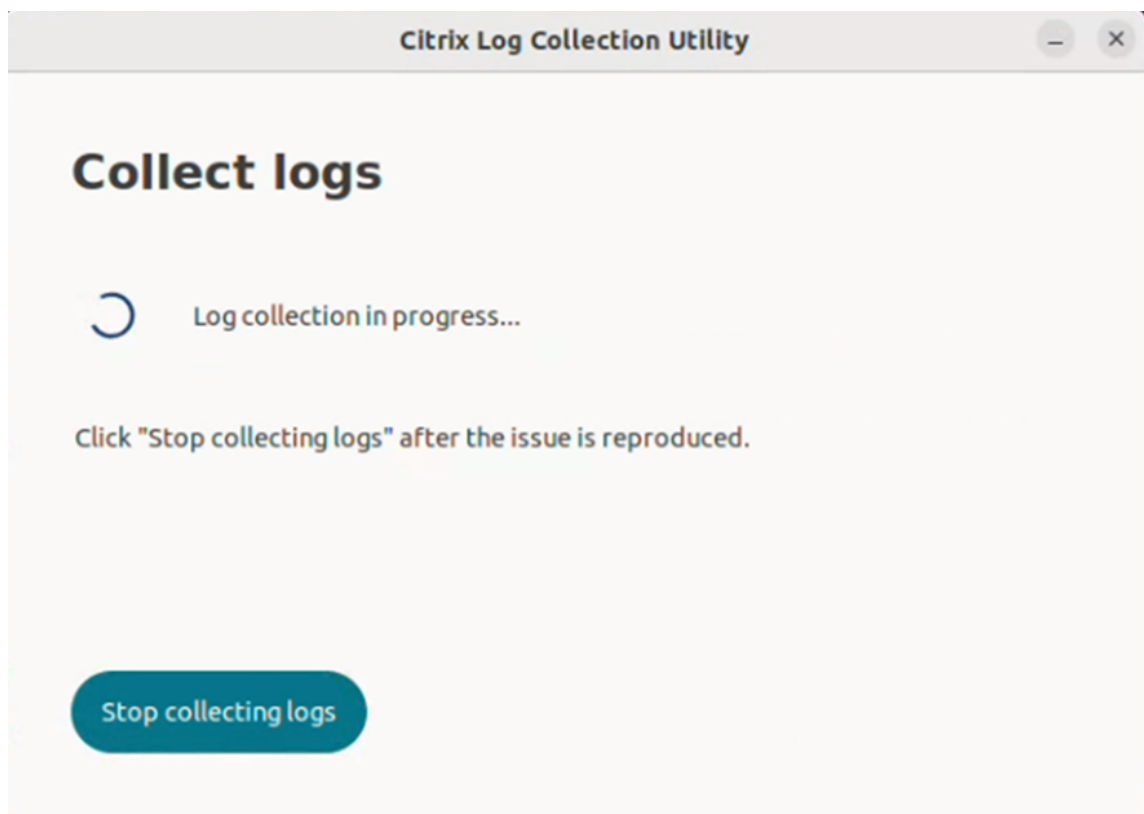 Citrix Log Collection Utility
Collect logs
Log collection in progress...
Click "Stop collecting logs" after the issue is reproduced.
Stop collecting logs